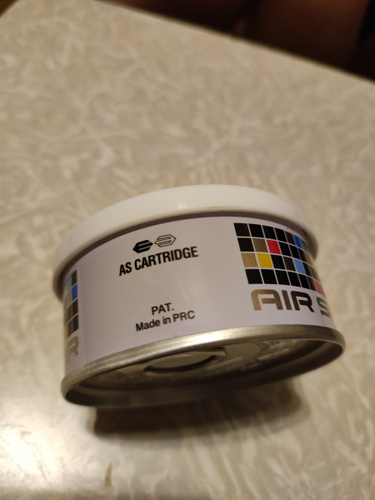 AS CARTRIDGE
PAT.
Made in PRC
AIR S
R